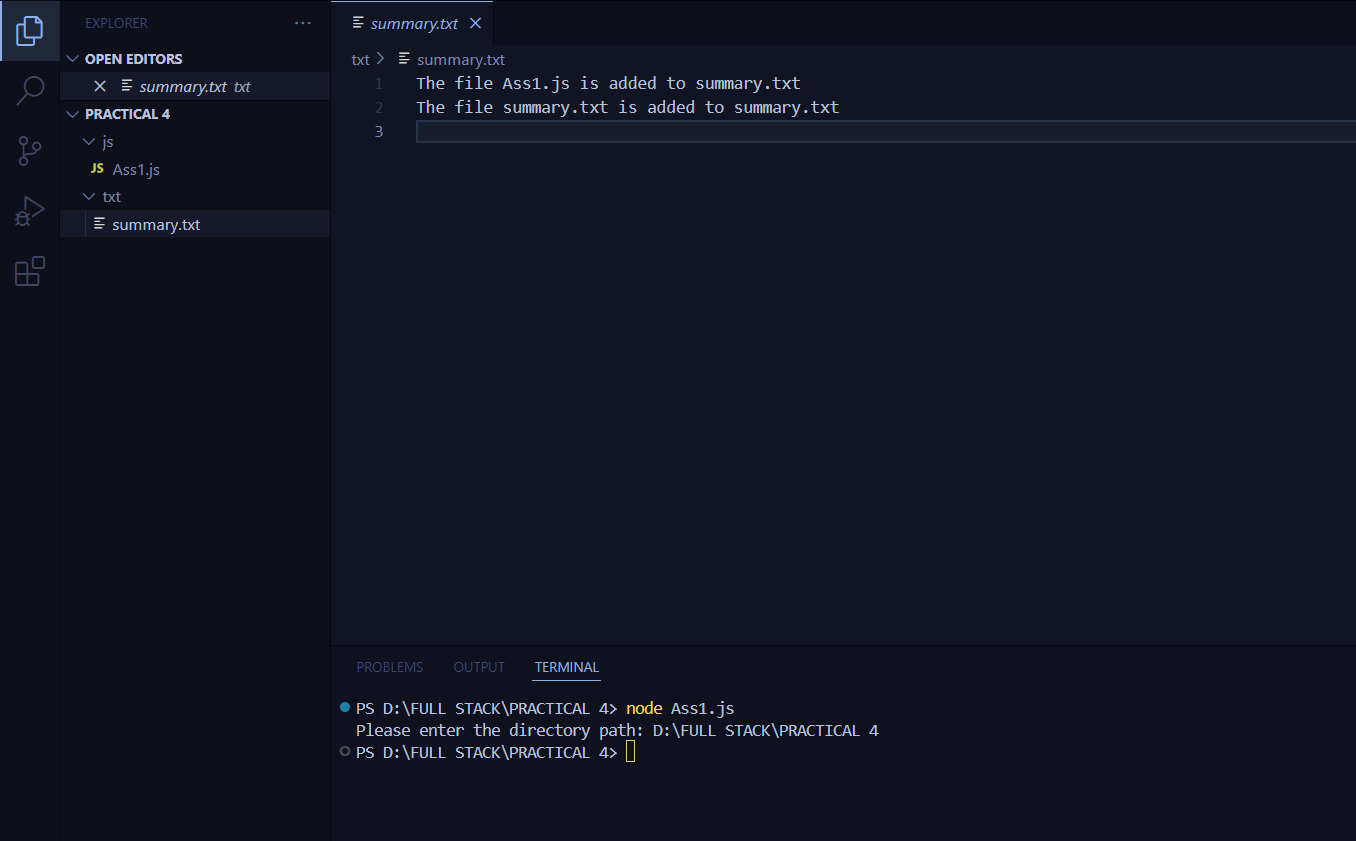 EXPLORER
OPEN EDITORS
summary.txt txt
PRACTICAL 4
js
JS Ass1.js
txt
summary.txt
summary.txt
txt > summary.txt
1 The file Ass1.js is added to summary.txt
2 The file summary.txt is added to summary.txt
3
PROBLEMS OUTPUT TERMINAL
PS D:\FULL STACK\PRACTICAL 4> node Ass1.js
Please enter the directory path: D:\FULL STACK\PRACTICAL 4
PS D:\FULL STACK\PRACTICAL 4>